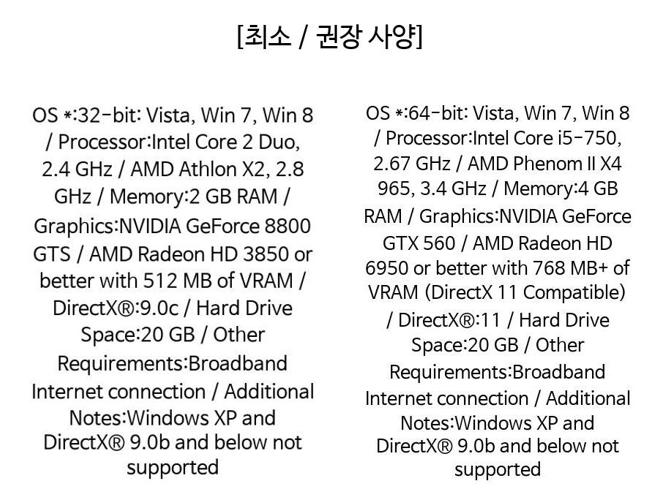 [최소 / 권장 사양]
OS *:32-bit: Vista, Win 7, Win 8
/ Processor:Intel Core 2 Duo,
2.4 GHz / AMD Athlon X2, 2.8
GHz / Memory:2 GB RAM /
Graphics:NVIDIA GeForce 8800
GTS / AMD Radeon HD 3850 or
better with 512 MB of VRAM /
DirectX®:9.0c / Hard Drive
Space:20 GB / Other
Requirements:Broadband
Internet connection / Additional
Notes:Windows XP and
DirectX® 9.0b and below not
supported
OS *:64-bit: Vista, Win 7, Win 8
/ Processor:Intel Core i5-750,
2.67 GHz / AMD Phenom II X4
965, 3.4 GHz / Memory:4 GB
RAM / Graphics:NVIDIA GeForce
GTX 560 / AMD Radeon HD
6950 or better with 768 MB+ of
VRAM (DirectX 11 Compatible)
/ DirectX®:11 / Hard Drive
Space:20 GB / Other
Requirements:Broadband
Internet connection / Additional
Notes:Windows XP and
DirectX® 9.0b and below not
supported